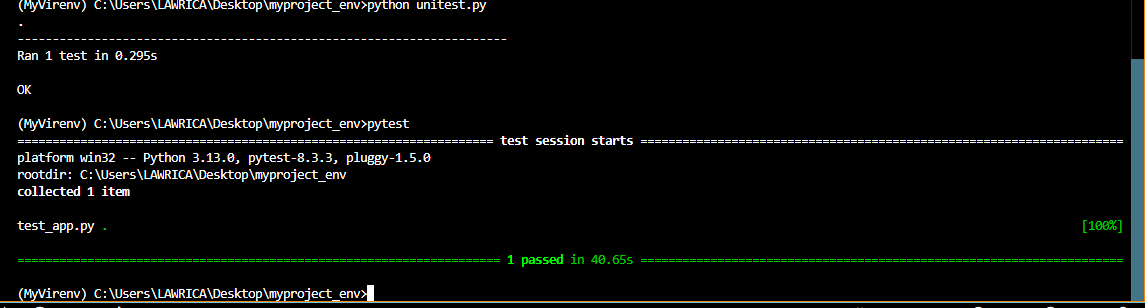 (MyVirenv) C:\Users\LAWRICA\Desktop\myproject_env>python unitest.py
.
----------------------------------------------------------------------
Ran 1 test in 0.295s
OK
(MyVirenv) C:\Users\LAWRICA\Desktop\myproject_env>pytest
==================================================================== test session starts =====================================================================
platform win32 -- Python 3.13.0, pytest-8.3.3, pluggy-1.5.0
rootdir: C:\Users\LAWRICA\Desktop\myproject_env
collected 1 item
test_app.py . [100%]
===================================================================== 1 passed in 40.65s =====================================================================
(MyVirenv) C:\Users\LAWRICA\Desktop\myproject_env>